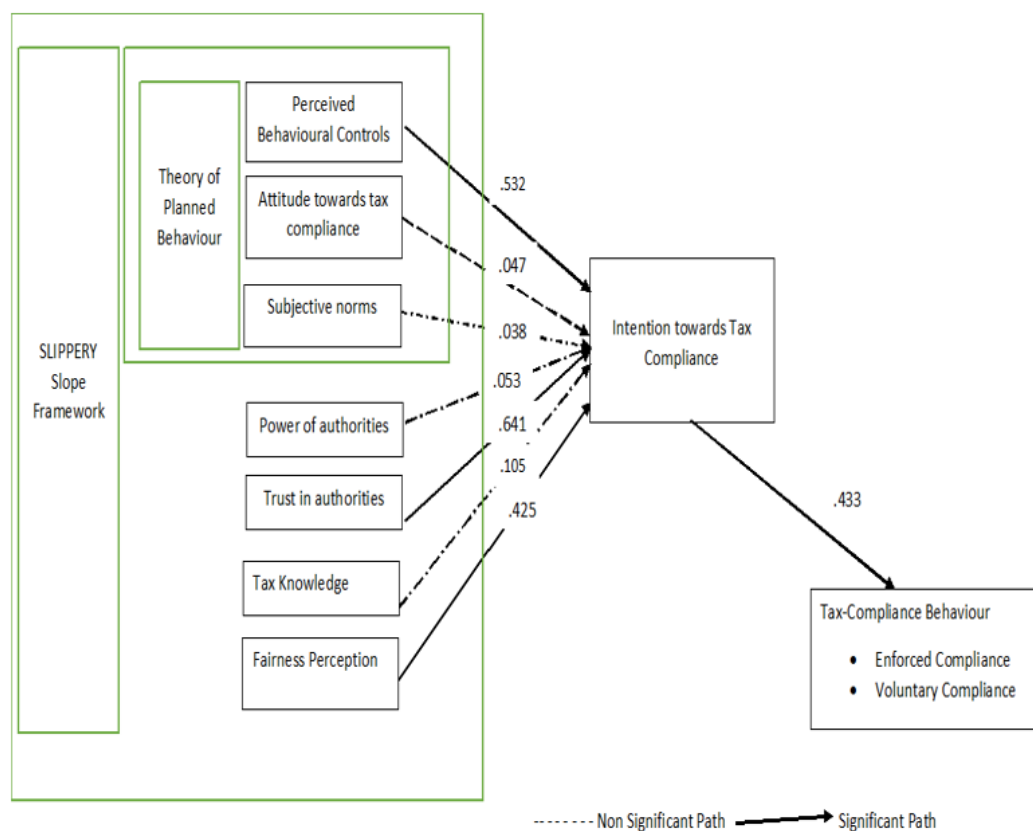 SLIPPERY
Slope
Framework
Theory of
Planned
Behaviour
Perceived
Behavioural Controls
Attitude towards tax
compliance
Subjective norms
Power of authorities
Trust in authorities
Tax Knowledge
Fairness Perception
.532
.047
.038
.053
.641
.105
.425
Intention towards Tax
Compliance
.433
Tax-Compliance Behaviour
• Enforced Compliance
• Voluntary Compliance
Non Significant Path
Significant Path